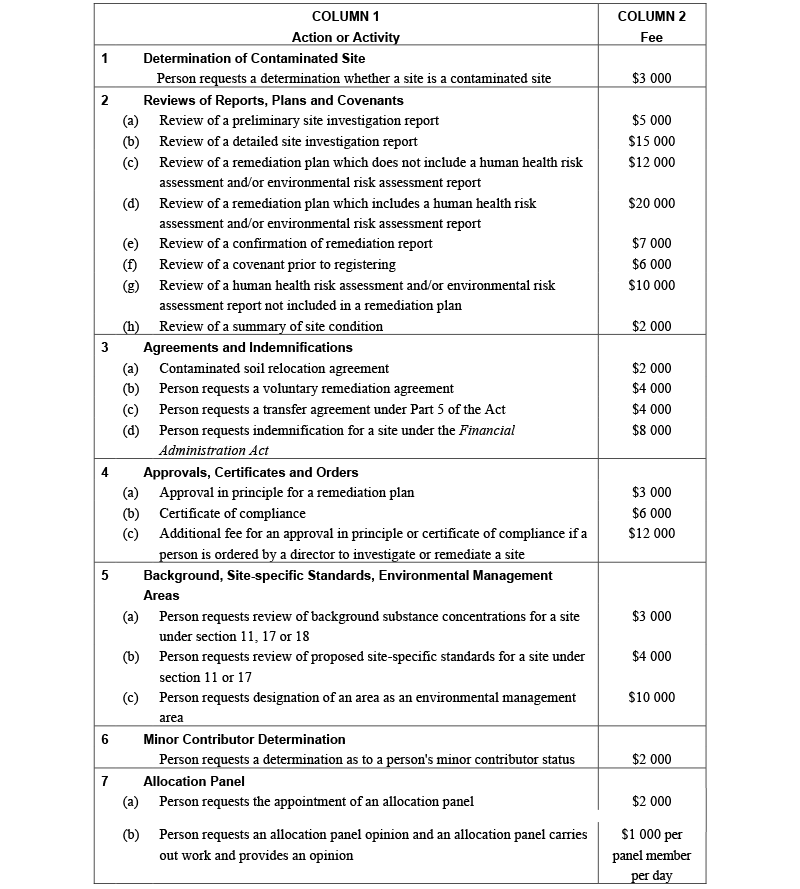 COLUMN 1 COLUMN 2
Action or Activity Fee
1 Determination of Contaminated Site
Person requests a determination whether a site is a contaminated site $3 000
2 Reviews of Reports, Plans and Covenants
(a) Review of a preliminary site investigation report $5 000
(b) Review of a detailed site investigation report $15 000
(c) Review of a remediation plan which does not include a human health risk $12 000
assessment and/or environmental risk assessment report
(d) Review of a remediation plan which includes a human health risk $20 000
assessment and/or environmental risk assessment report
(e) Review of a confirmation of remediation report $7 000
(f) Review of a covenant prior to registering $6 000
(g) Review of a human health risk assessment and/or environmental risk $10 000
assessment report not included in a remediation plan
(h) Review of a summary of site condition $2 000
3 Agreements and Indemnifications
(a) Contaminated soil relocation agreement $2 000
(b) Person requests a voluntary remediation agreement $4 000
(c) Person requests a transfer agreement under Part 5 of the Act $4 000
(d) Person requests indemnification for a site under the Financial $8 000
Administration Act
4 Approvals, Certificates and Orders
(a) Approval in principle for a remediation plan $3 000
(b) Certificate of compliance $6 000
(c) Additional fee for an approval in principle or certificate of compliance if a $12 000
person is ordered by a director to investigate or remediate a site
5 Background, Site-specific Standards, Environmental Management
Areas
(a) Person requests review of background substance concentrations for a site $3 000
under section 11, 17 or 18
(b) Person requests review of proposed site-specific standards for a site under $4 000
section 11 or 17
(c) Person requests designation of an area as an environmental management $10 000
area
6 Minor Contributor Determination
Person requests a determination as to a person's minor contributor status $2 000
7 Allocation Panel
(a) Person requests the appointment of an allocation panel $2 000
(b) Person requests an allocation panel opinion and an allocation panel carries $1 000 per
out work and provides an opinion panel member
per day